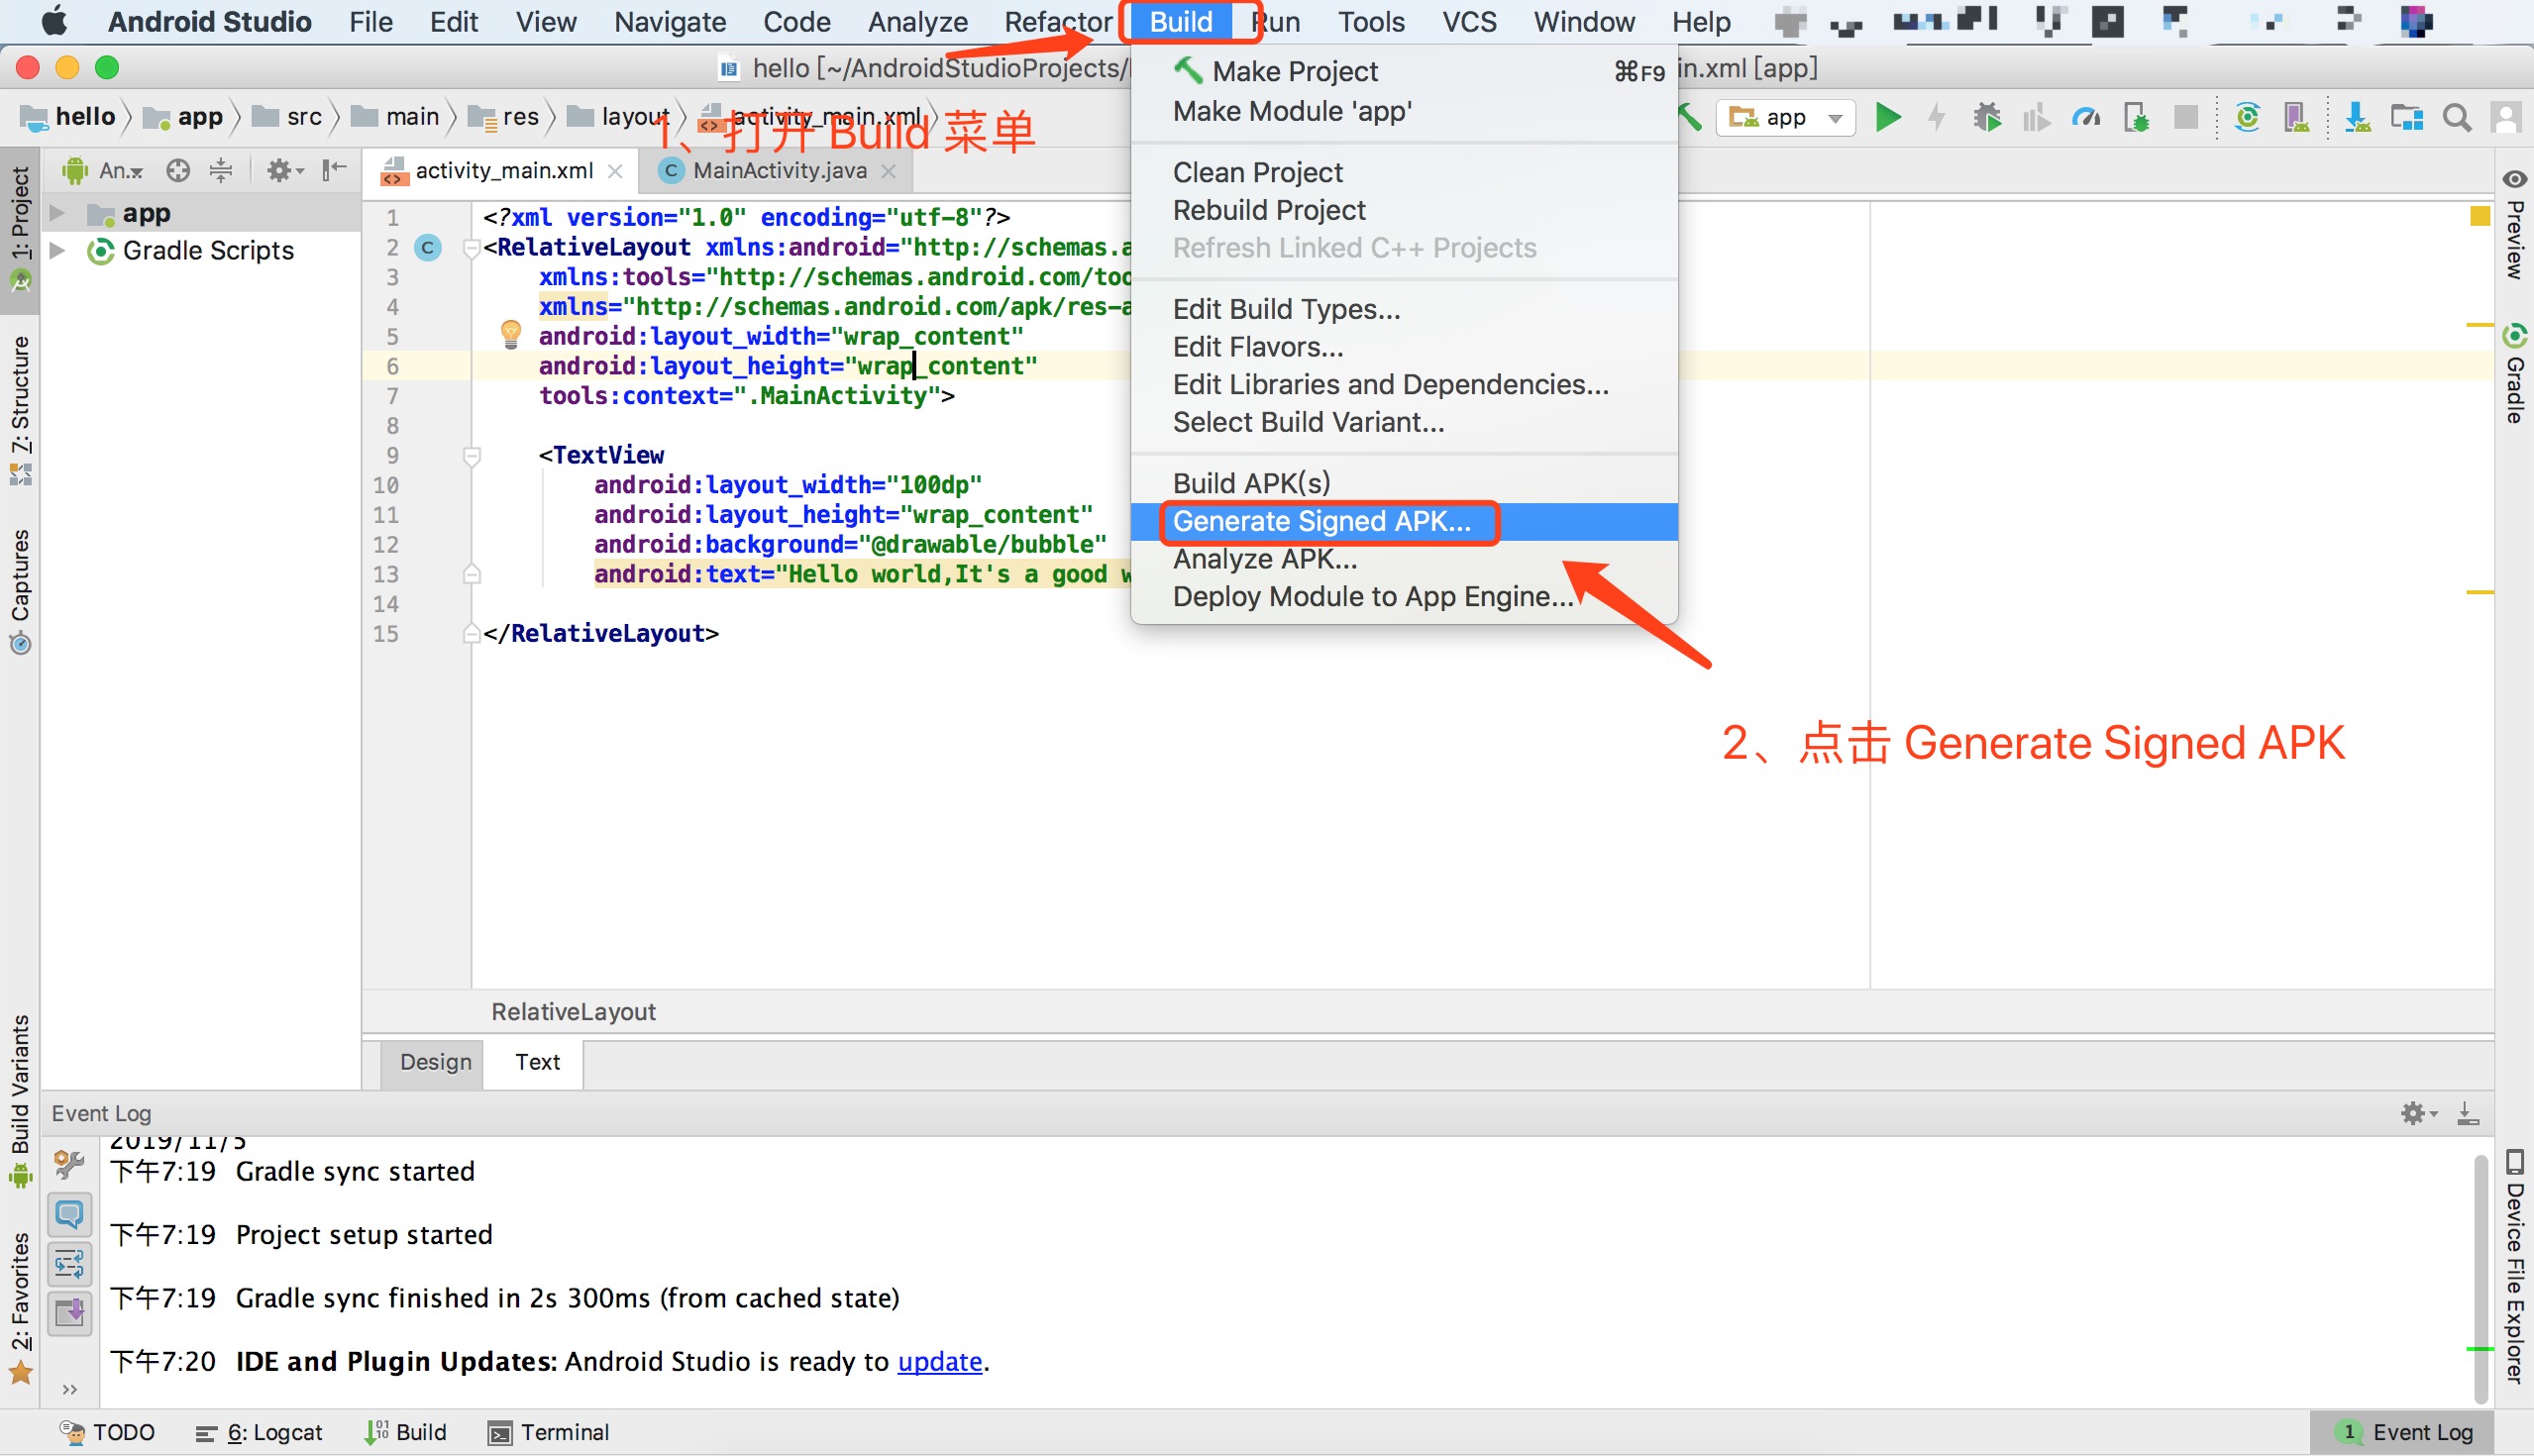 Android Studio File Edit View Navigate Code Analyze Refactor Build Run Tools VCS Window Help
hello [~/AndroidStudioProjects/
in.xml [app]
hello app src main res layout activity_main.xml
app
1、打开 Build 菜单
An..
activity_main.xml
MainActivity.java
app
Gradle Scripts
1: Project
7: Structure
Captures
Build Variants
2: Favorites
1 <?xml version="1.0" encoding="utf-8"?>
2 <RelativeLayout xmlns:android="http://schemas.a
3 xmlns:tools="http://schemas.android.com/too
4 xmlns="http://schemas.android.com/apk/res-a
5 android:layout_width="wrap_content"
6 android:layout_height="wrap_content"
7 tools:context=".MainActivity">
8
9 <TextView
10 android:layout_width="100dp"
11 android:layout_height="wrap_content"
12 android:background="@drawable/bubble"
13 android:text="Hello world,It's a good w
14
15 </RelativeLayout>
Make Project ⌘F9
Make Module 'app'
Clean Project
Rebuild Project
Refresh Linked C++ Projects
Edit Build Types...
Edit Flavors...
Edit Libraries and Dependencies...
Select Build Variant...
Build APK(s)
Generate Signed APK...
Analyze APK...
Deploy Module to App Engine...
2、点击 Generate Signed APK
Preview
Gradle
Device File Explorer
RelativeLayout
Design Text
Event Log
2019/11/5
下午7:19 Gradle sync started
下午7:19 Project setup started
下午7:19 Gradle sync finished in 2s 300ms (from cached state)
下午7:20 IDE and Plugin Updates: Android Studio is ready to update.
TODO 6: Logcat Build Terminal
1 Event Log